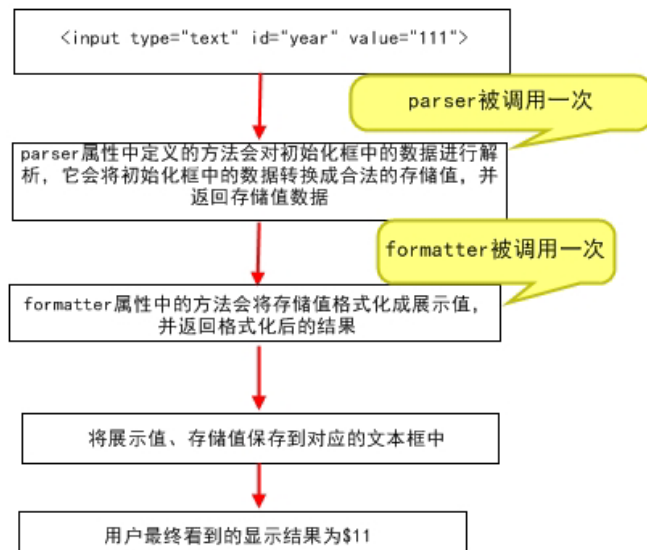 <input type="text" id="year" value="111">
parser被调用一次
parser属性中定义的方法会对初始化框中的数据进行解
析，它会将初始化框中的数据转换成合法的存储值，并
返回存储值数据
formatter被调用一次
formatter属性中的方法会将存储值格式化成展示值，
并返回格式化后的结果
将展示值、存储值保存到对应的文本框中
用户最终看到的显示结果为$11